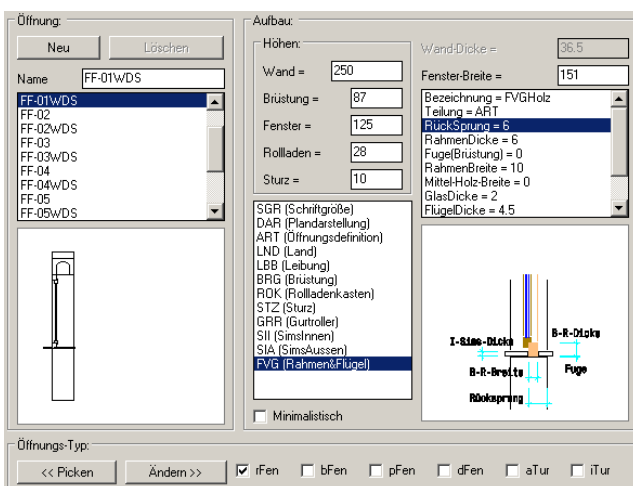 Öffnung:
Neu
Löschen
Name
FF-01WDS
FF-01WDS
FF-02
FF-02WDS
FF-03
FF-03WDS
FF-04
FF-04WDS
FF-05
FF-05WDS
Aufbau:
Höhen:
Wand =
250
Brüstung =
87
Fenster =
125
Rollladen =
28
Sturz =
10
Wand-Dicke =
36.5
Fenster-Breite =
151
Bezeichnung = FVGHolz
Teilung = ART
RückSprung = 6
RahmenDicke = 6
Fuge(Brüstung) = 0
RahmenBreite = 10
Mittel-Holz-Breite = 0
GlasDicke = 2
FlügelDicke = 4.5
SGR (Schriftgröße)
DAR (Plandarstellung)
ART (Öffnungsdefinition)
LND (Land)
LBB (Leibung)
BRG (Brüstung)
ROK (Rollladenkasten)
STZ (Sturz)
GRR (Gurtroller)
SII (SimsInnen)
SIA (SimsAussen)
FVG (Rahmen&Flügel)
Minimalistisch
I-Sims-Dicke
B-R-Dicke
B-R-Breite
Fuge
Rücksprung
Öffnungs-Typ:
<< Picken
Ändern >>
rFen
bFen
pFen
dFen
aTur
iTur